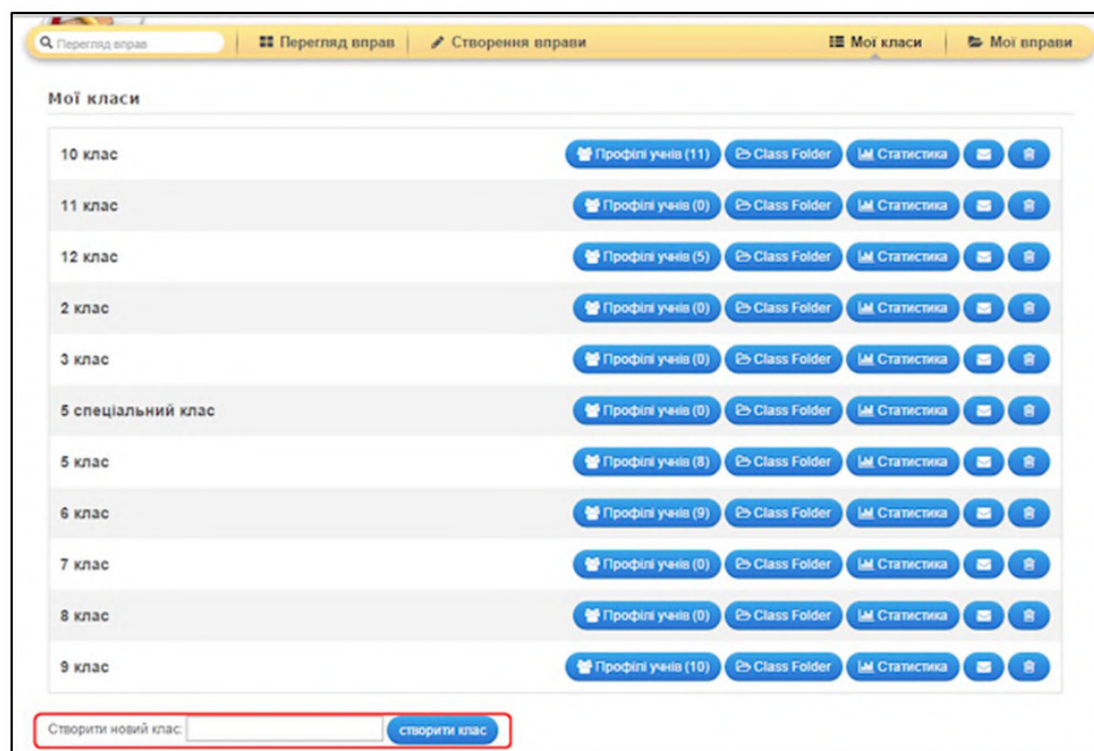 Перегляд вправ Перегляд вправ Створення вправи Мої класи Мої вправи
Мої класи
10 клас Профілі учнів (11) Class Folder Статистика
11 клас Профілі учнів (0) Class Folder Статистика
12 клас Профілі учнів (5) Class Folder Статистика
2 клас Профілі учнів (0) Class Folder Статистика
3 клас Профілі учнів (0) Class Folder Статистика
5 спеціальний клас Профілі учнів (0) Class Folder Статистика
5 клас Профілі учнів (8) Class Folder Статистика
6 клас Профілі учнів (9) Class Folder Статистика
7 клас Профілі учнів (0) Class Folder Статистика
8 клас Профілі учнів (0) Class Folder Статистика
9 клас Профілі учнів (10) Class Folder Статистика
Створити новий клас: створити клас